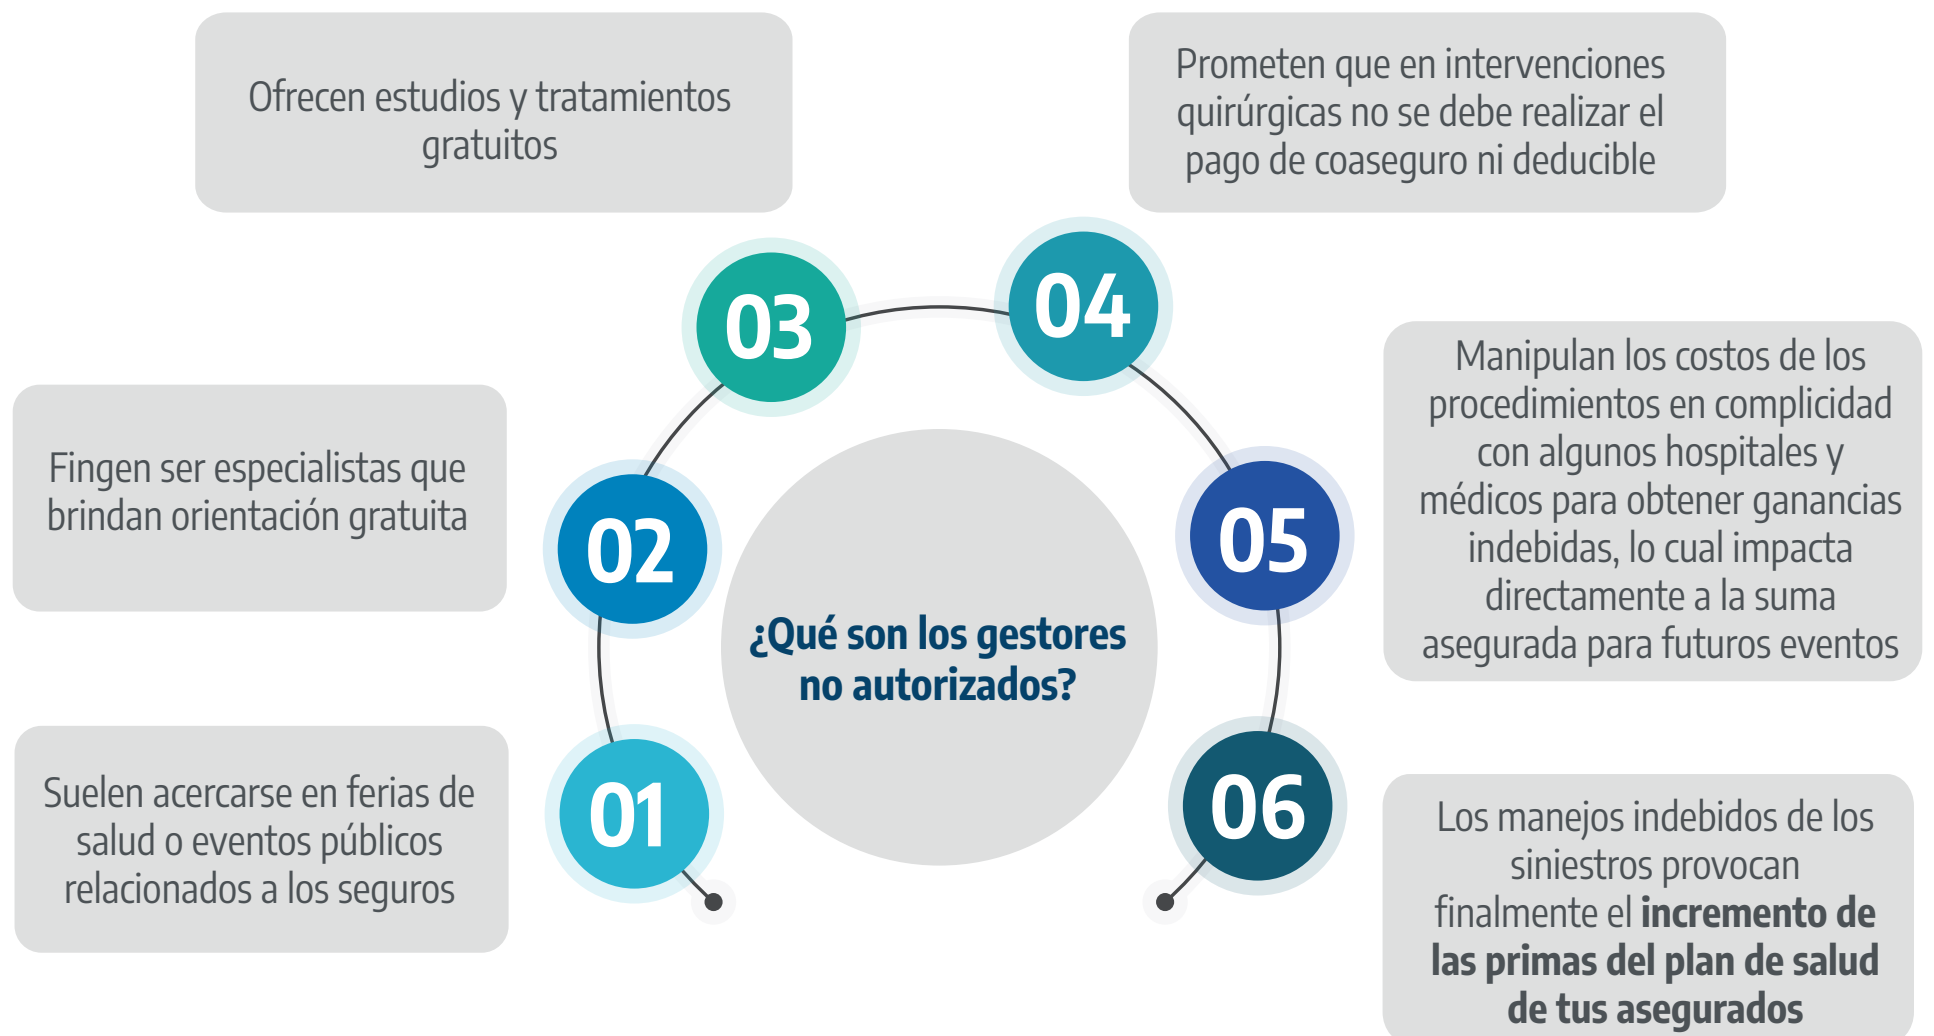 ¿Qué son los gestores
no autorizados?
01
Suelen acercarse en ferias de
salud o eventos públicos
relacionados a los seguros
02
Fingen ser especialistas que
brindan orientación gratuita
03
Ofrecen estudios y tratamientos
gratuitos
04
Prometen que en intervenciones
quirúrgicas no se debe realizar el
pago de coaseguro ni deducible
05
Manipulan los costos de los
procedimientos en complicidad
con algunos hospitales y
médicos para obtener ganancias
indebidas, lo cual impacta
directamente a la suma
asegurada para futuros eventos
06
Los manejos indebidos de los
siniestros provocan
finalmente el incremento de
las primas del plan de salud
de tus asegurados